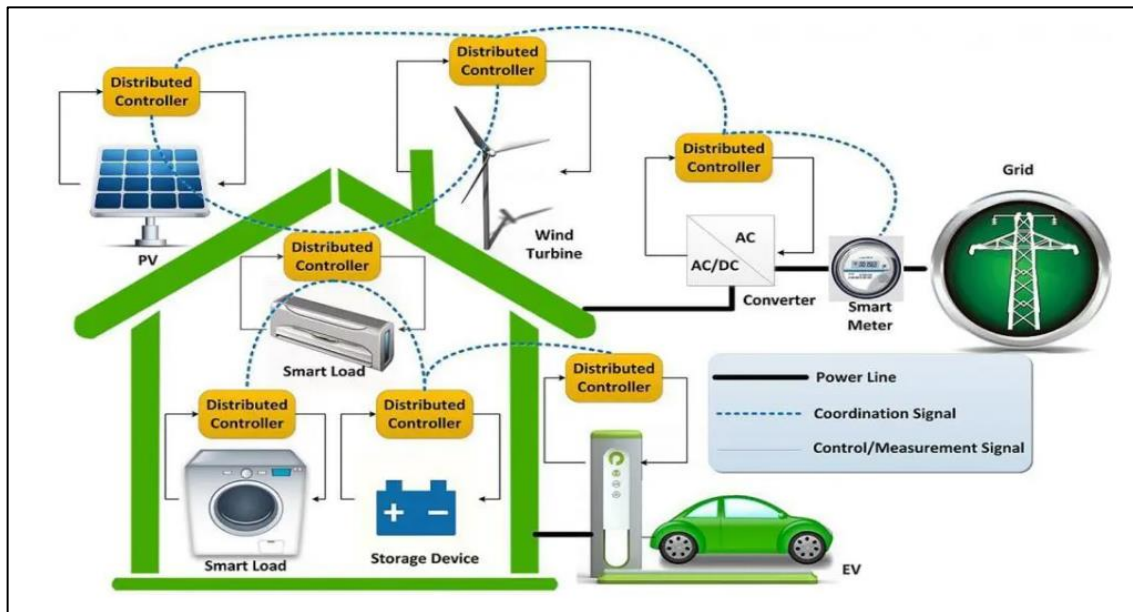 Distributed
Controller
Distributed
Controller
Distributed
Controller
Grid
PV
Wind
Turbine
AC
AC/DC
Converter
Smart
Meter
Distributed
Controller
Smart Load
Distributed
Controller
Distributed
Controller
Distributed
Controller
Power Line
Coordination Signal
Control/Measurement Signal
Smart Load
Storage Device
EV